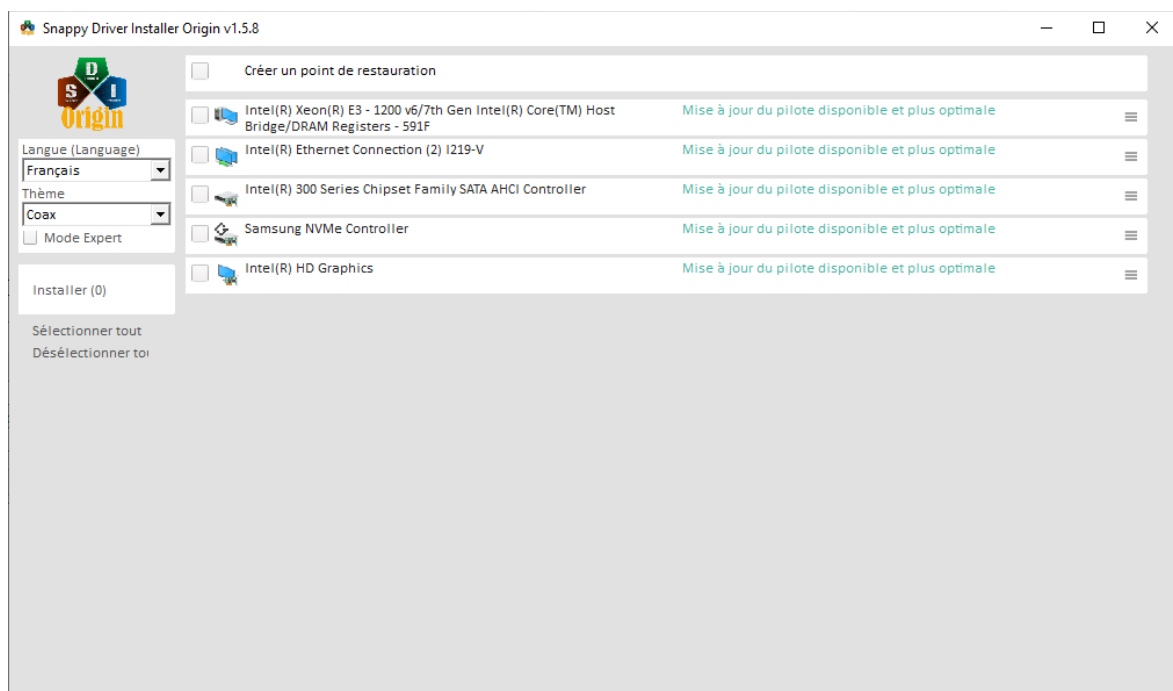 Snappy Driver Installer Origin v1.5.8
D
S I
Origin
Langue (Language)
Français
Thème
Coax
Mode Expert
Installer (0)
Sélectionner tout
Désélectionner tou
Créer un point de restauration
Intel(R) Xeon(R) E3 - 1200 v6/7th Gen Intel(R) Core(TM) Host
Bridge/DRAM Registers - 591F
Mise à jour du pilote disponible et plus optimale
Intel(R) Ethernet Connection (2) I219-V
Mise à jour du pilote disponible et plus optimale
Intel(R) 300 Series Chipset Family SATA AHCI Controller
Mise à jour du pilote disponible et plus optimale
Samsung NVMe Controller
Mise à jour du pilote disponible et plus optimale
Intel(R) HD Graphics
Mise à jour du pilote disponible et plus optimale